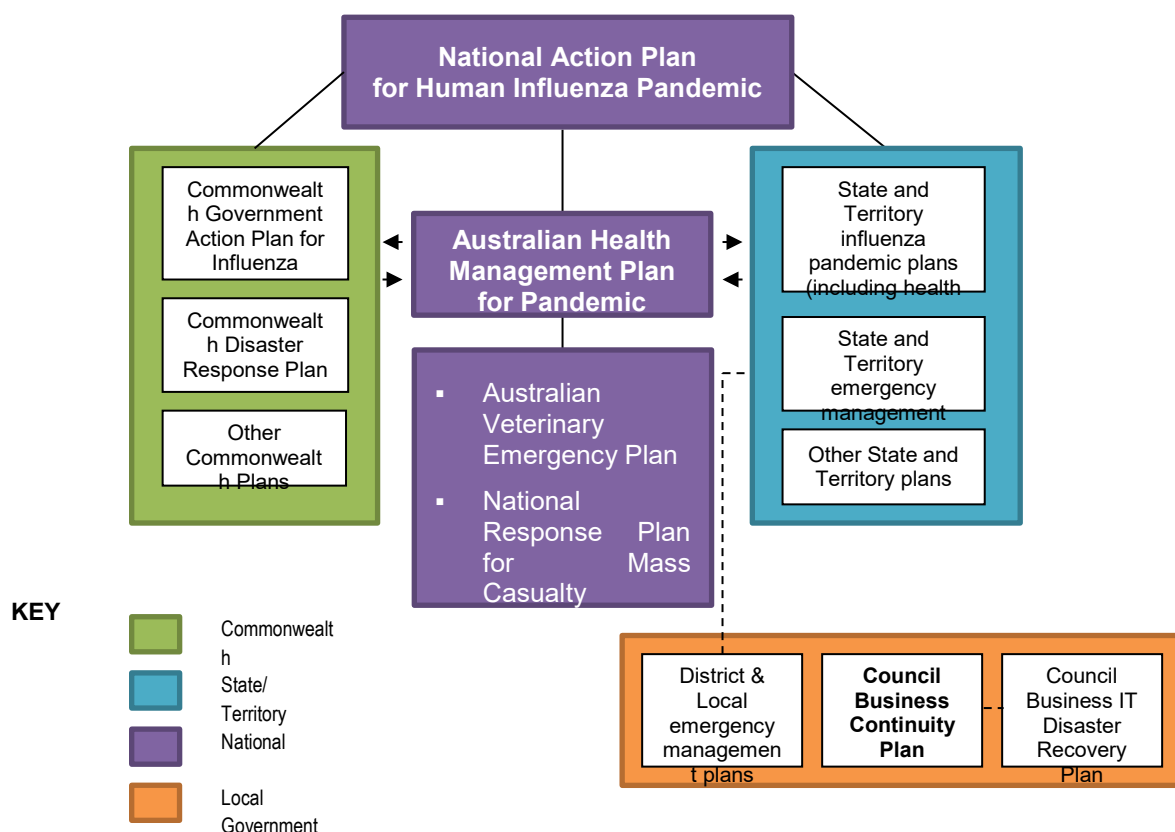 National Action Plan
for Human Influenza Pandemic
Commonwealt
h Government
Action Plan for
Influenza
Commonwealt
h Disaster
Response Plan
Other
Commonwealt
h Plans
Australian Health
Management Plan
for Pandemic
▪ Australian
Veterinary
Emergency Plan
▪ National
Response Plan
for Mass
Casualty
State and
Territory
influenza
pandemic plans
(including health
State and
Territory
emergency
management
Other State and
Territory plans
KEY
Commonwealt
h
State/
Territory
National
Local
Government
District &
Local
emergency
managemen
t plans
Council
Business
Continuity
Plan
Council
Business IT
Disaster
Recovery
Plan